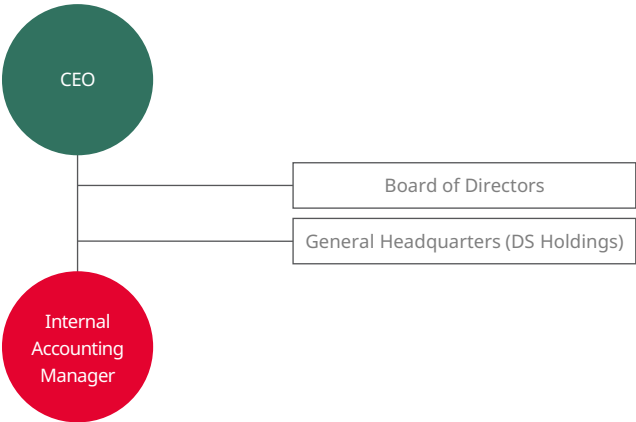 CEO
Board of Directors
General Headquarters (DS Holdings)
Internal
Accounting
Manager